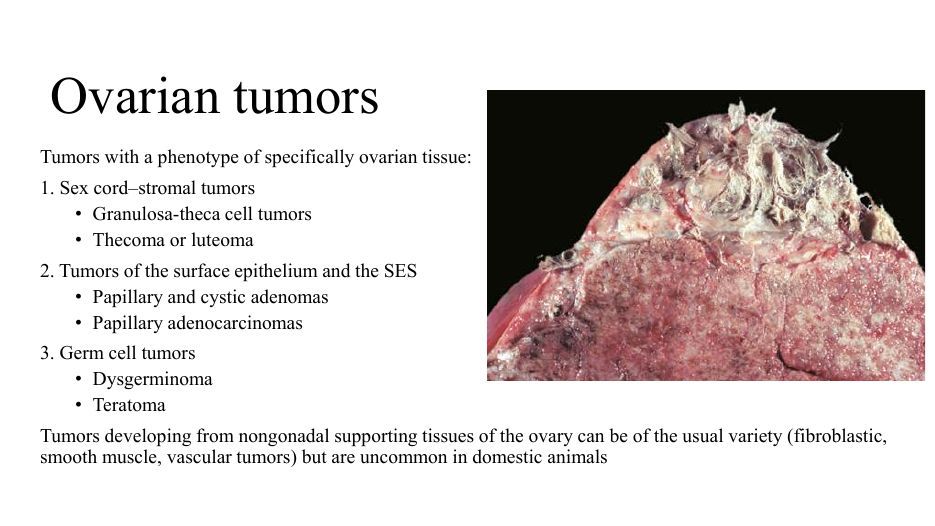 Ovarian tumors
Tumors with a phenotype of specifically ovarian tissue:
1. Sex cord–stromal tumors
• Granulosa-theca cell tumors
• Thecoma or luteoma
2. Tumors of the surface epithelium and the SES
• Papillary and cystic adenomas
• Papillary adenocarcinomas
3. Germ cell tumors
• Dysgerminoma
• Teratoma
Tumors developing from nongonadal supporting tissues of the ovary can be of the usual variety (fibroblastic,
smooth muscle, vascular tumors) but are uncommon in domestic animals